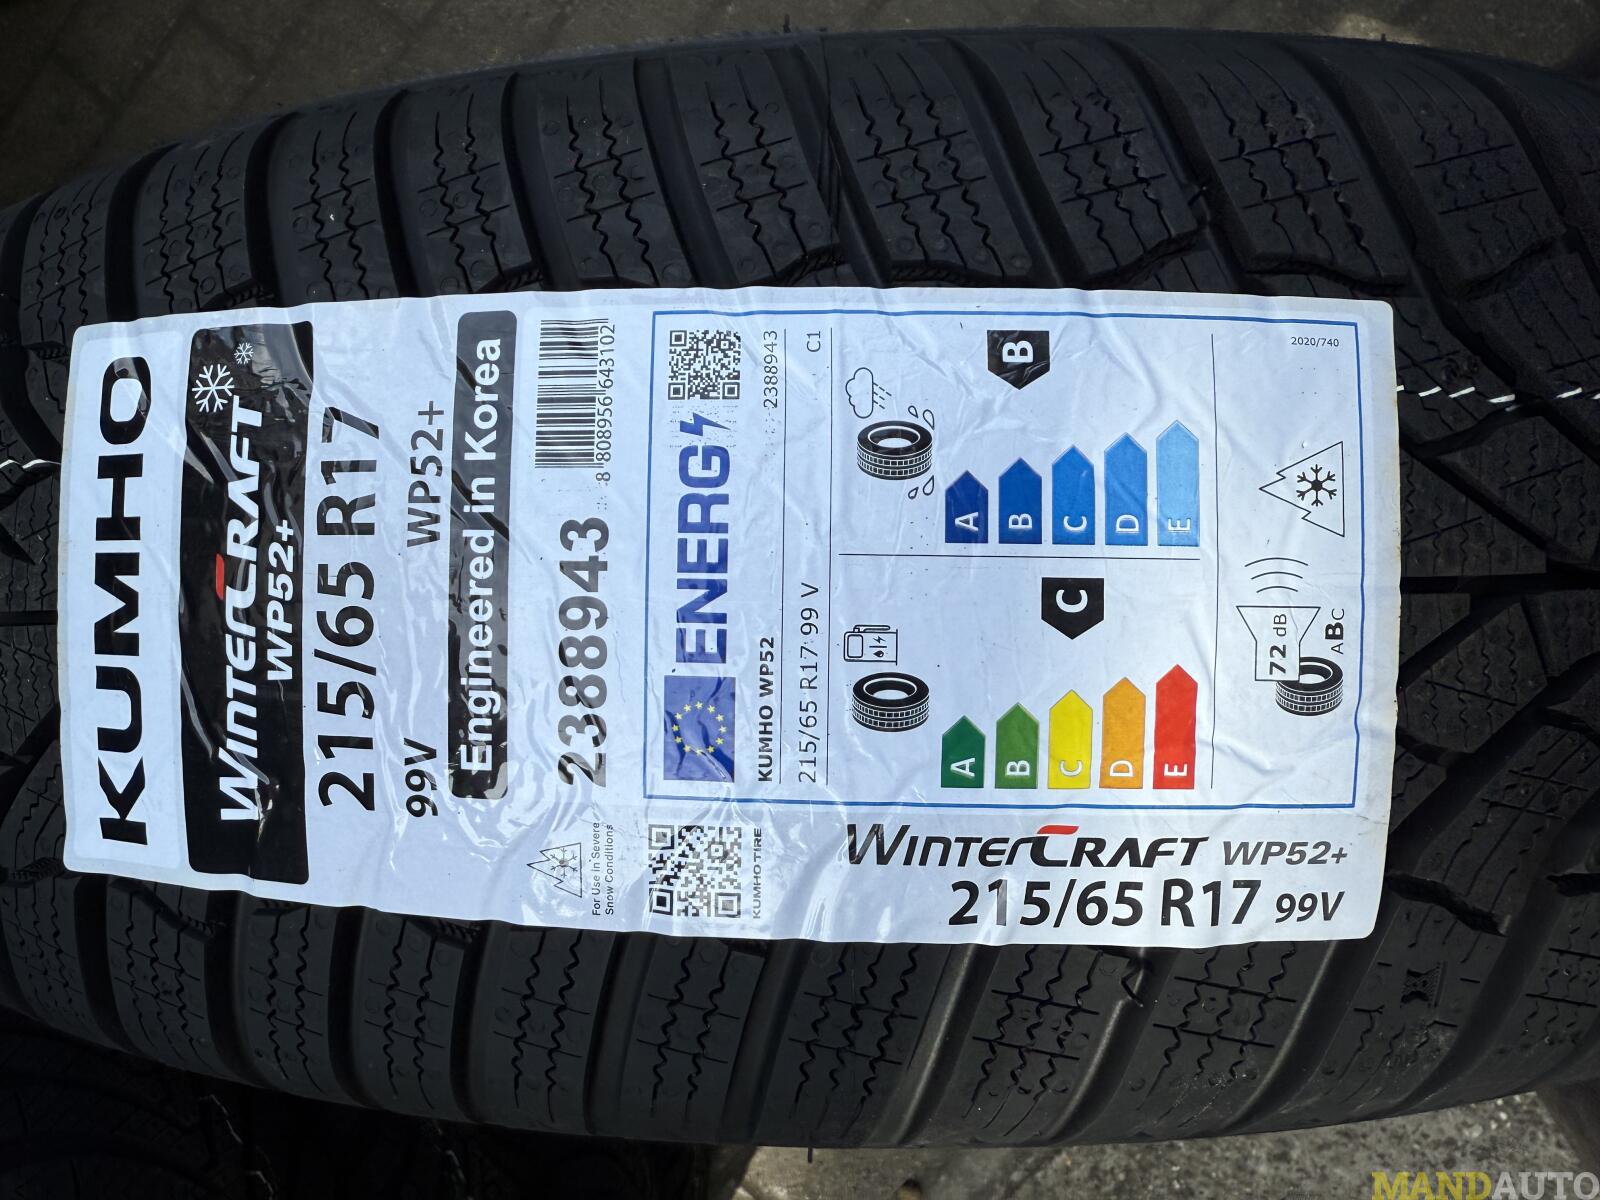 KUMHO
WINTERCRAFT
WP52+
215/65 R17
99V WP52+
Engineered in Korea
2388943
8 808956 643102
For Use in Severe
Snow Conditions
ENERG
KUMHO WP52
2388943
215/65 R17 99 V
C1
B
A
B
C
D
E
C
A
B
C
D
E
2020/740
72 dB
ABC
KUMHO TIRE
WINTERCRAFT WP52+
215/65 R17 99V
MANDAUTO